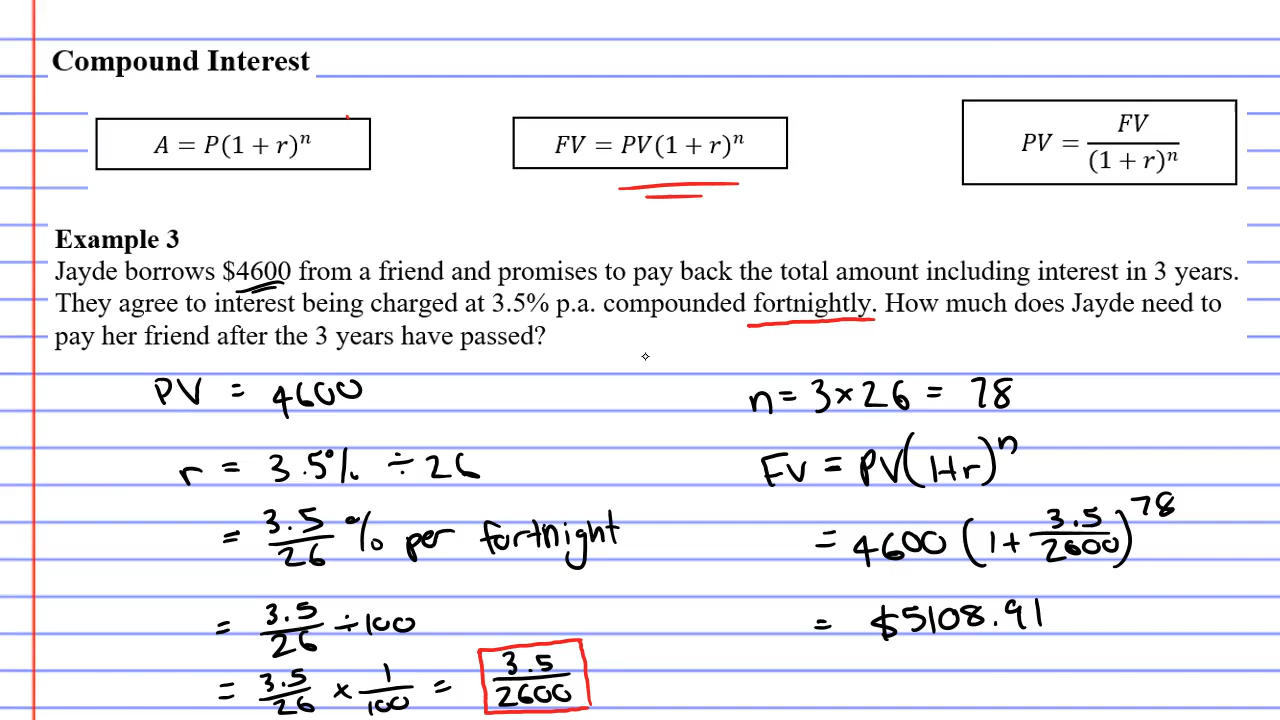 Compound Interest
A = P(1 + r)^n
FV = PV(1 + r)^n
PV = FV/(1 + r)^n
Example 3
Jayde borrows $4600 from a friend and promises to pay back the total amount including interest in 3 years.
They agree to interest being charged at 3.5% p.a. compounded fortnightly. How much does Jayde need to
pay her friend after the 3 years have passed?
PV = 4600
r = 3.5% ÷ 26
= 3.5/26 % per fortnight
= 3.5/26 ÷ 100
= 3.5/26 × 1/100 = 3.5/2600
n = 3 × 26 = 78
FV = PV(1+r)^n
= 4600 (1 + 3.5/2600)^78
= $5108.91